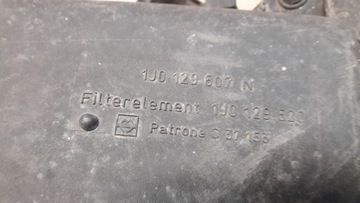 1J0 129 607 N
Filterelement 1J0 129 620
Patrone C 37 153